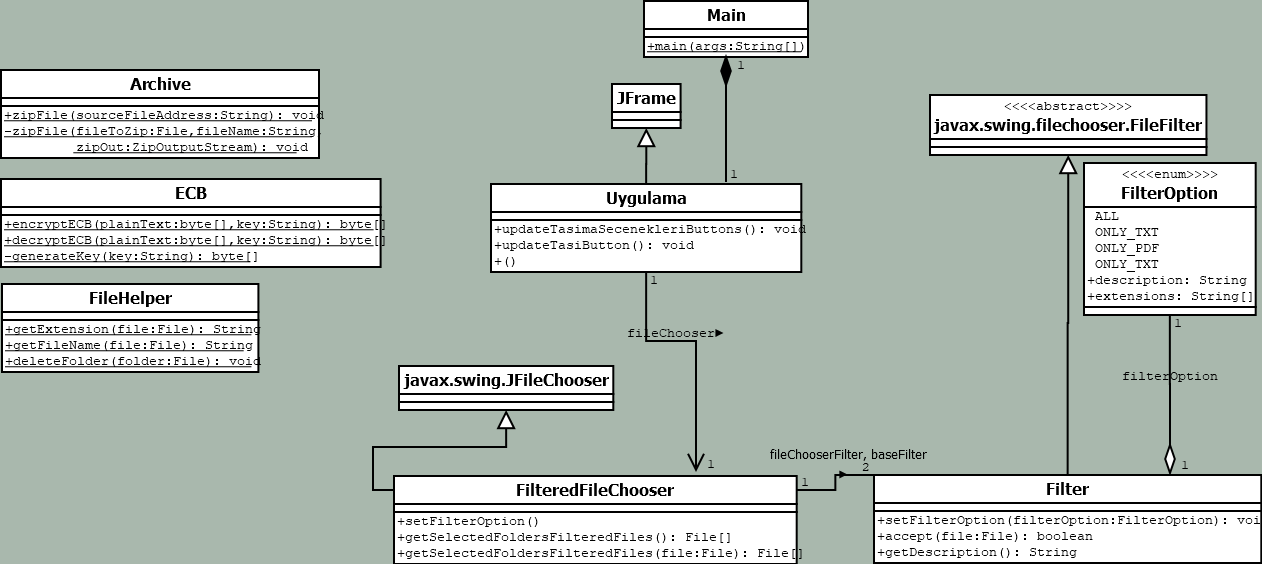 Main
+main(args:String[])
1
Archive
+zipFile(sourceFileAddress:String): void
-zipFile(fileToZip:File,fileName:String,
zipOut:ZipOutputStream): void
ECB
+encryptECB(plainText:byte[],key:String): byte[]
+decryptECB(plainText:byte[],key:String): byte[]
-generateKey(key:String): byte[]
FileHelper
+getExtension(file:File): String
+getFileName(file:File): String
+deleteFolder(folder:File): void
JFrame
1
Uygulama
+updateTasimaSecenekleriButtons(): void
+updateTasiButton(): void
+()
1
fileChooser
<<<<abstract>>>>
javax.swing.filechooser.FileFilter
<<<<enum>>>>
FilterOption
ALL
ONLY_TXT
ONLY_PDF
ONLY_TXT
+description: String
+extensions: String[]
1
filterOption
1
javax.swing.JFileChooser
1
FilteredFileChooser
+setFilterOption()
+getSelectedFoldersFilteredFiles(): File[]
+getSelectedFoldersFilteredFiles(file:File): File[]
fileChooserFilter, baseFilter
1
2
Filter
+setFilterOption(filterOption:FilterOption): voi
+accept(file:File): boolean
+getDescription(): String